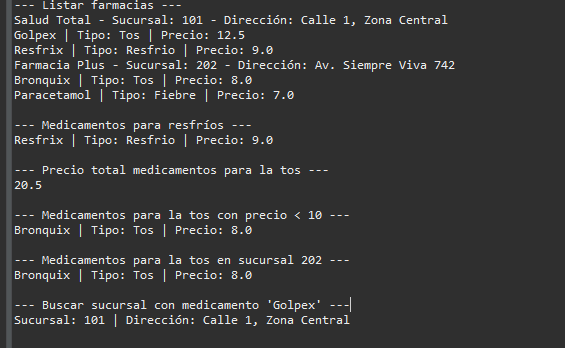 --- Listar farmacias ---
Salud Total - Sucursal: 101 - Dirección: Calle 1, Zona Central
Golpex | Tipo: Tos | Precio: 12.5
Resfrix | Tipo: Resfrio | Precio: 9.0
Farmacia Plus - Sucursal: 202 - Dirección: Av. Siempre Viva 742
Bronquix | Tipo: Tos | Precio: 8.0
Paracetamol | Tipo: Fiebre | Precio: 7.0

--- Medicamentos para resfríos ---
Resfrix | Tipo: Resfrio | Precio: 9.0

--- Precio total medicamentos para la tos ---
20.5

--- Medicamentos para la tos con precio < 10 ---
Bronquix | Tipo: Tos | Precio: 8.0

--- Medicamentos para la tos en sucursal 202 ---
Bronquix | Tipo: Tos | Precio: 8.0

--- Buscar sucursal con medicamento 'Golpex' ---
Sucursal: 101 | Dirección: Calle 1, Zona Central